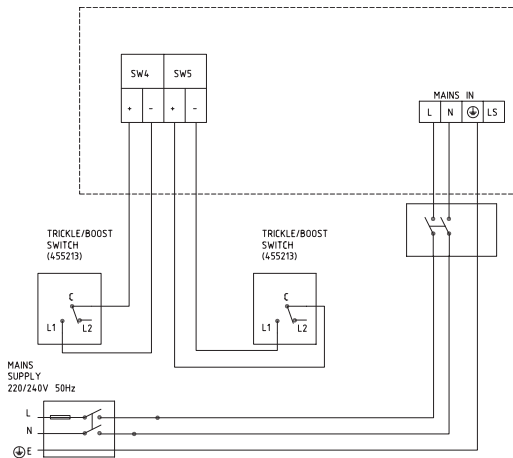 SW4 SW5
+ - + -
MAINS IN
L N LS
TRICKLE/BOOST
SWITCH
(455213)
C
L1 L2
TRICKLE/BOOST
SWITCH
(455213)
C
L1 L2
MAINS
SUPPLY
220/240V 50Hz
L
N
E